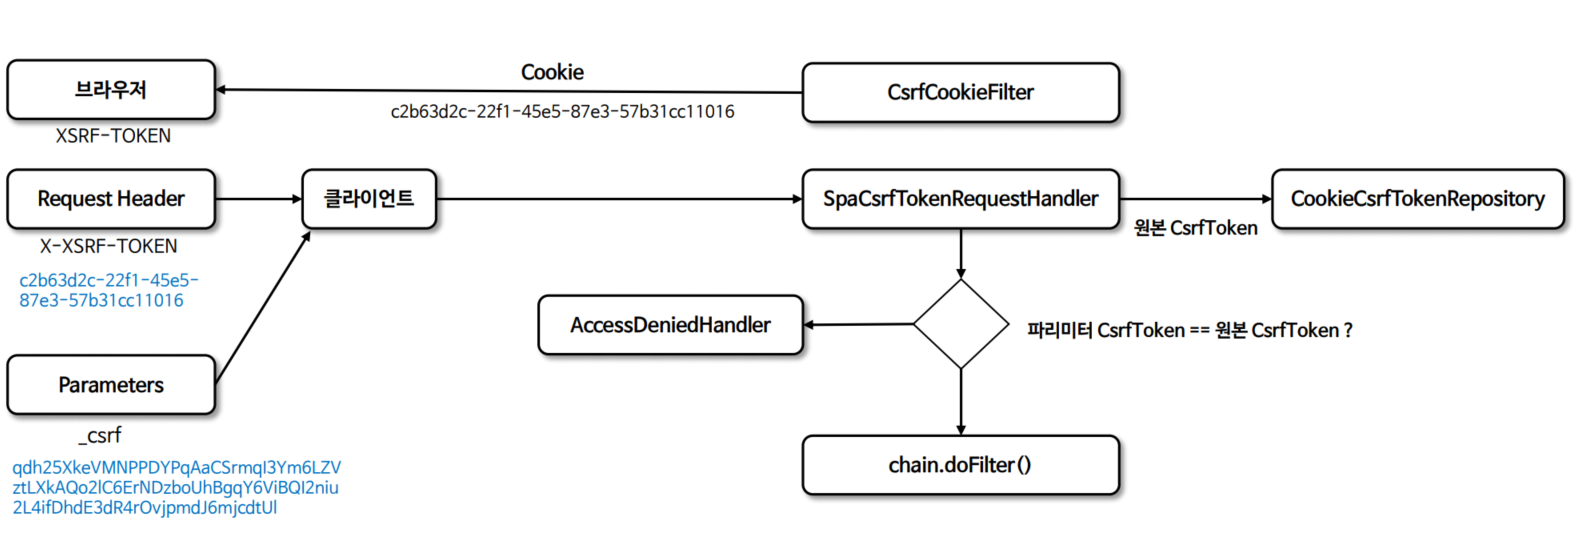 브라우저
Cookie
CsrfCookieFilter
c2b63d2c-22f1-45e5-87e3-57b31cc11016
XSRF-TOKEN
Request Header
클라이언트
SpaCsrfTokenRequestHandler
CookieCsrfTokenRepository
원본 CsrfToken
X-XSRF-TOKEN
c2b63d2c-22f1-45e5-
87e3-57b31cc11016
AccessDeniedHandler
파리미터 CsrfToken == 원본 CsrfToken ?
Parameters
_csrf
chain.doFilter()
qdh25XkeVMNPPDYPqAaCSrmqI3Ym6LZV
ztLXkAQo2lC6ErNDzboUhBgqY6ViBQI2niu
2L4ifDhdE3dR4rOvjpmdJ6mjcdtUl